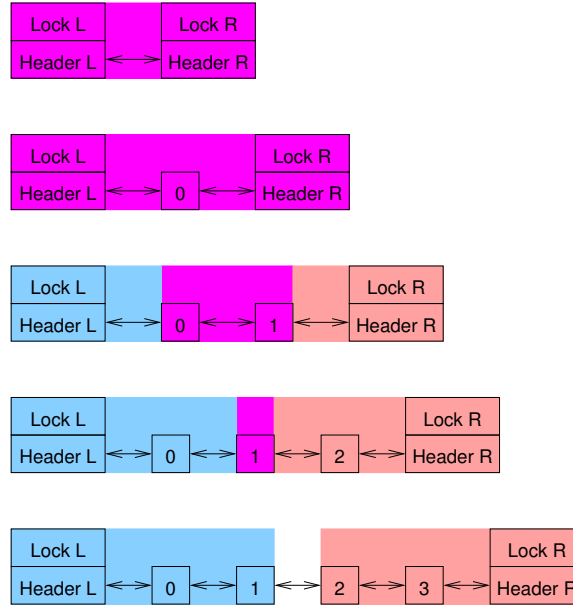 Lock L Lock R
Header L Header R
Lock L Lock R
Header L 0 Header R
Lock L Lock R
Header L 0 1 Header R
Lock L Lock R
Header L 0 1 2 Header R
Lock L Lock R
Header L 0 1 2 3 Header R